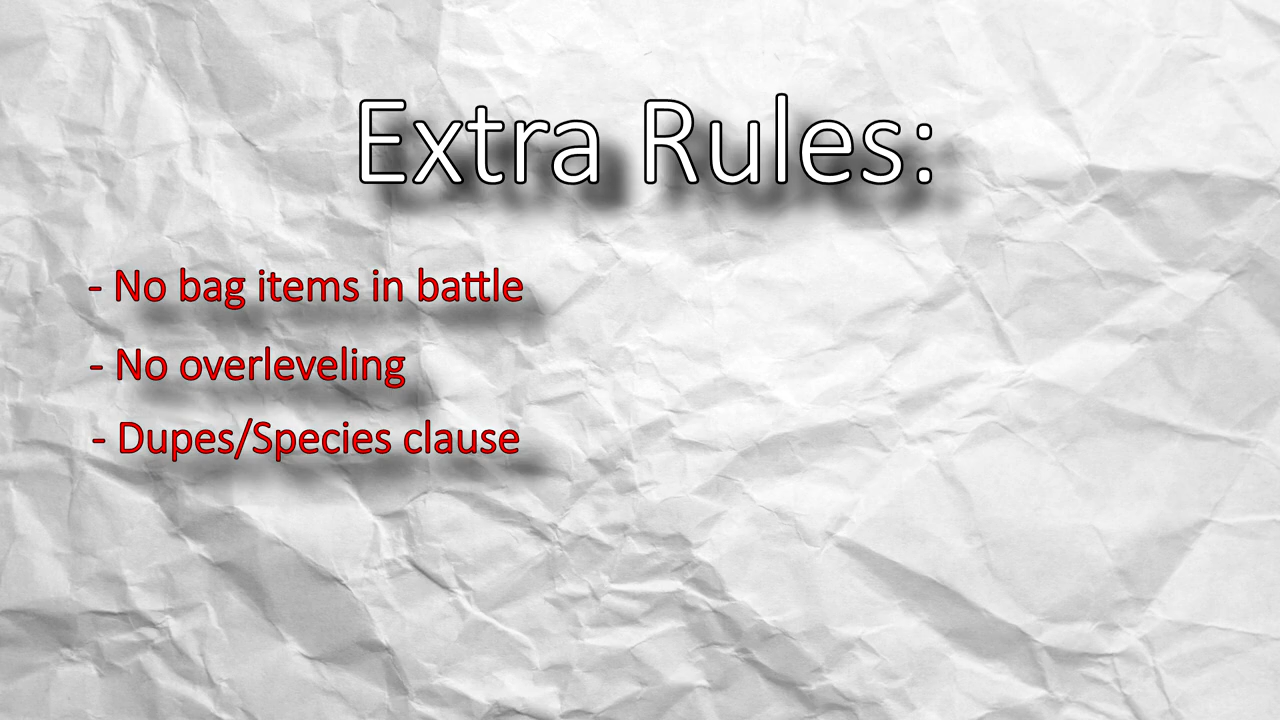 Extra Rules:
- No bag items in battle
- No overleveling
- Dupes/Species clause